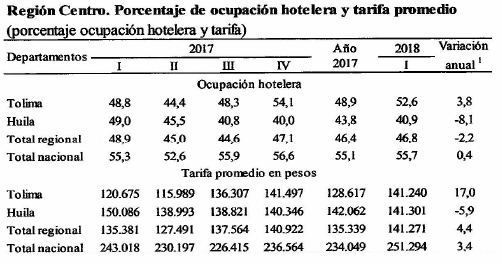 Región Centro. Porcentaje de ocupación hotelera y tarifa promedio
(porcentaje ocupación hotelera y tarifa)
Departamentos 2017 Año 2017 2018 Variación anual ¹
I II III IV I
Ocupación hotelera
Tolima 48,8 44,4 48,3 54,1 48,9 52,6 3,8
Huila 49,0 45,5 40,8 40,0 43,8 40,9 -8,1
Total regional 48,9 45,0 44,6 47,1 46,4 46,8 -2,2
Total nacional 55,3 52,6 55,9 56,6 55,1 55,7 0,4
Tarifa promedio en pesos
Tolima 120.675 115.989 136.307 141.497 128.617 141.240 17,0
Huila 150.086 138.993 138.821 140.346 142.062 141.301 -5,9
Total regional 135.381 127.491 137.564 140.922 135.339 141.271 4,4
Total nacional 243.018 230.197 226.415 236.564 234.049 251.294 3,4